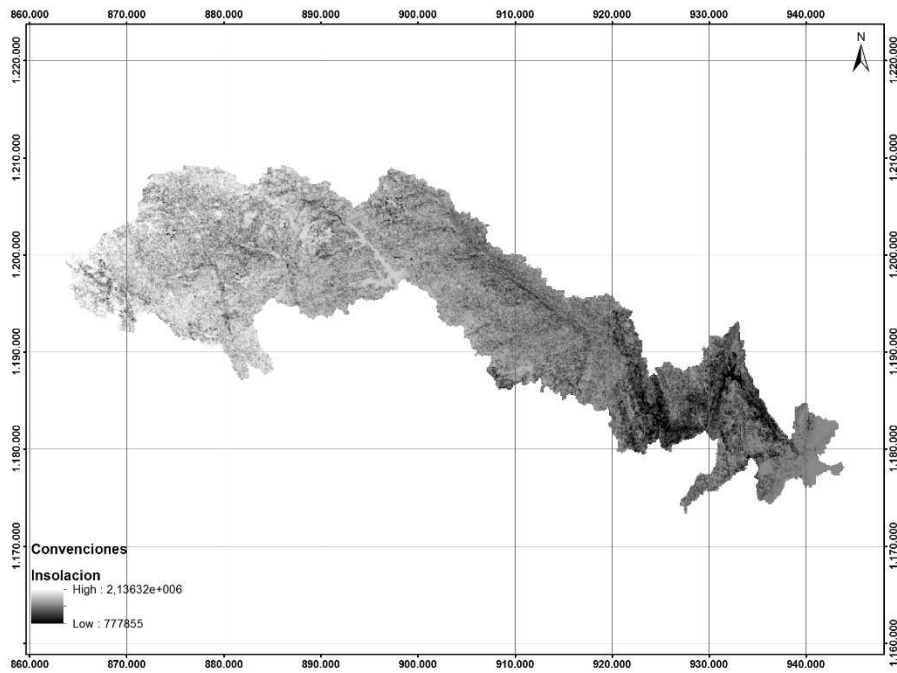 860.000 870.000 880.000 890.000 900.000 910.000 920.000 930.000 940.000
N
1.220.000 1.220.000
1.210.000 1.210.000
1.200.000 1.200.000
1.190.000 1.190.000
1.180.000 1.180.000
1.170.000 1.170.000
1.160.000
Convenciones
Insolacion
High : 2,13632e+006
Low : 777855
860.000 870.000 880.000 890.000 900.000 910.000 920.000 930.000 940.000